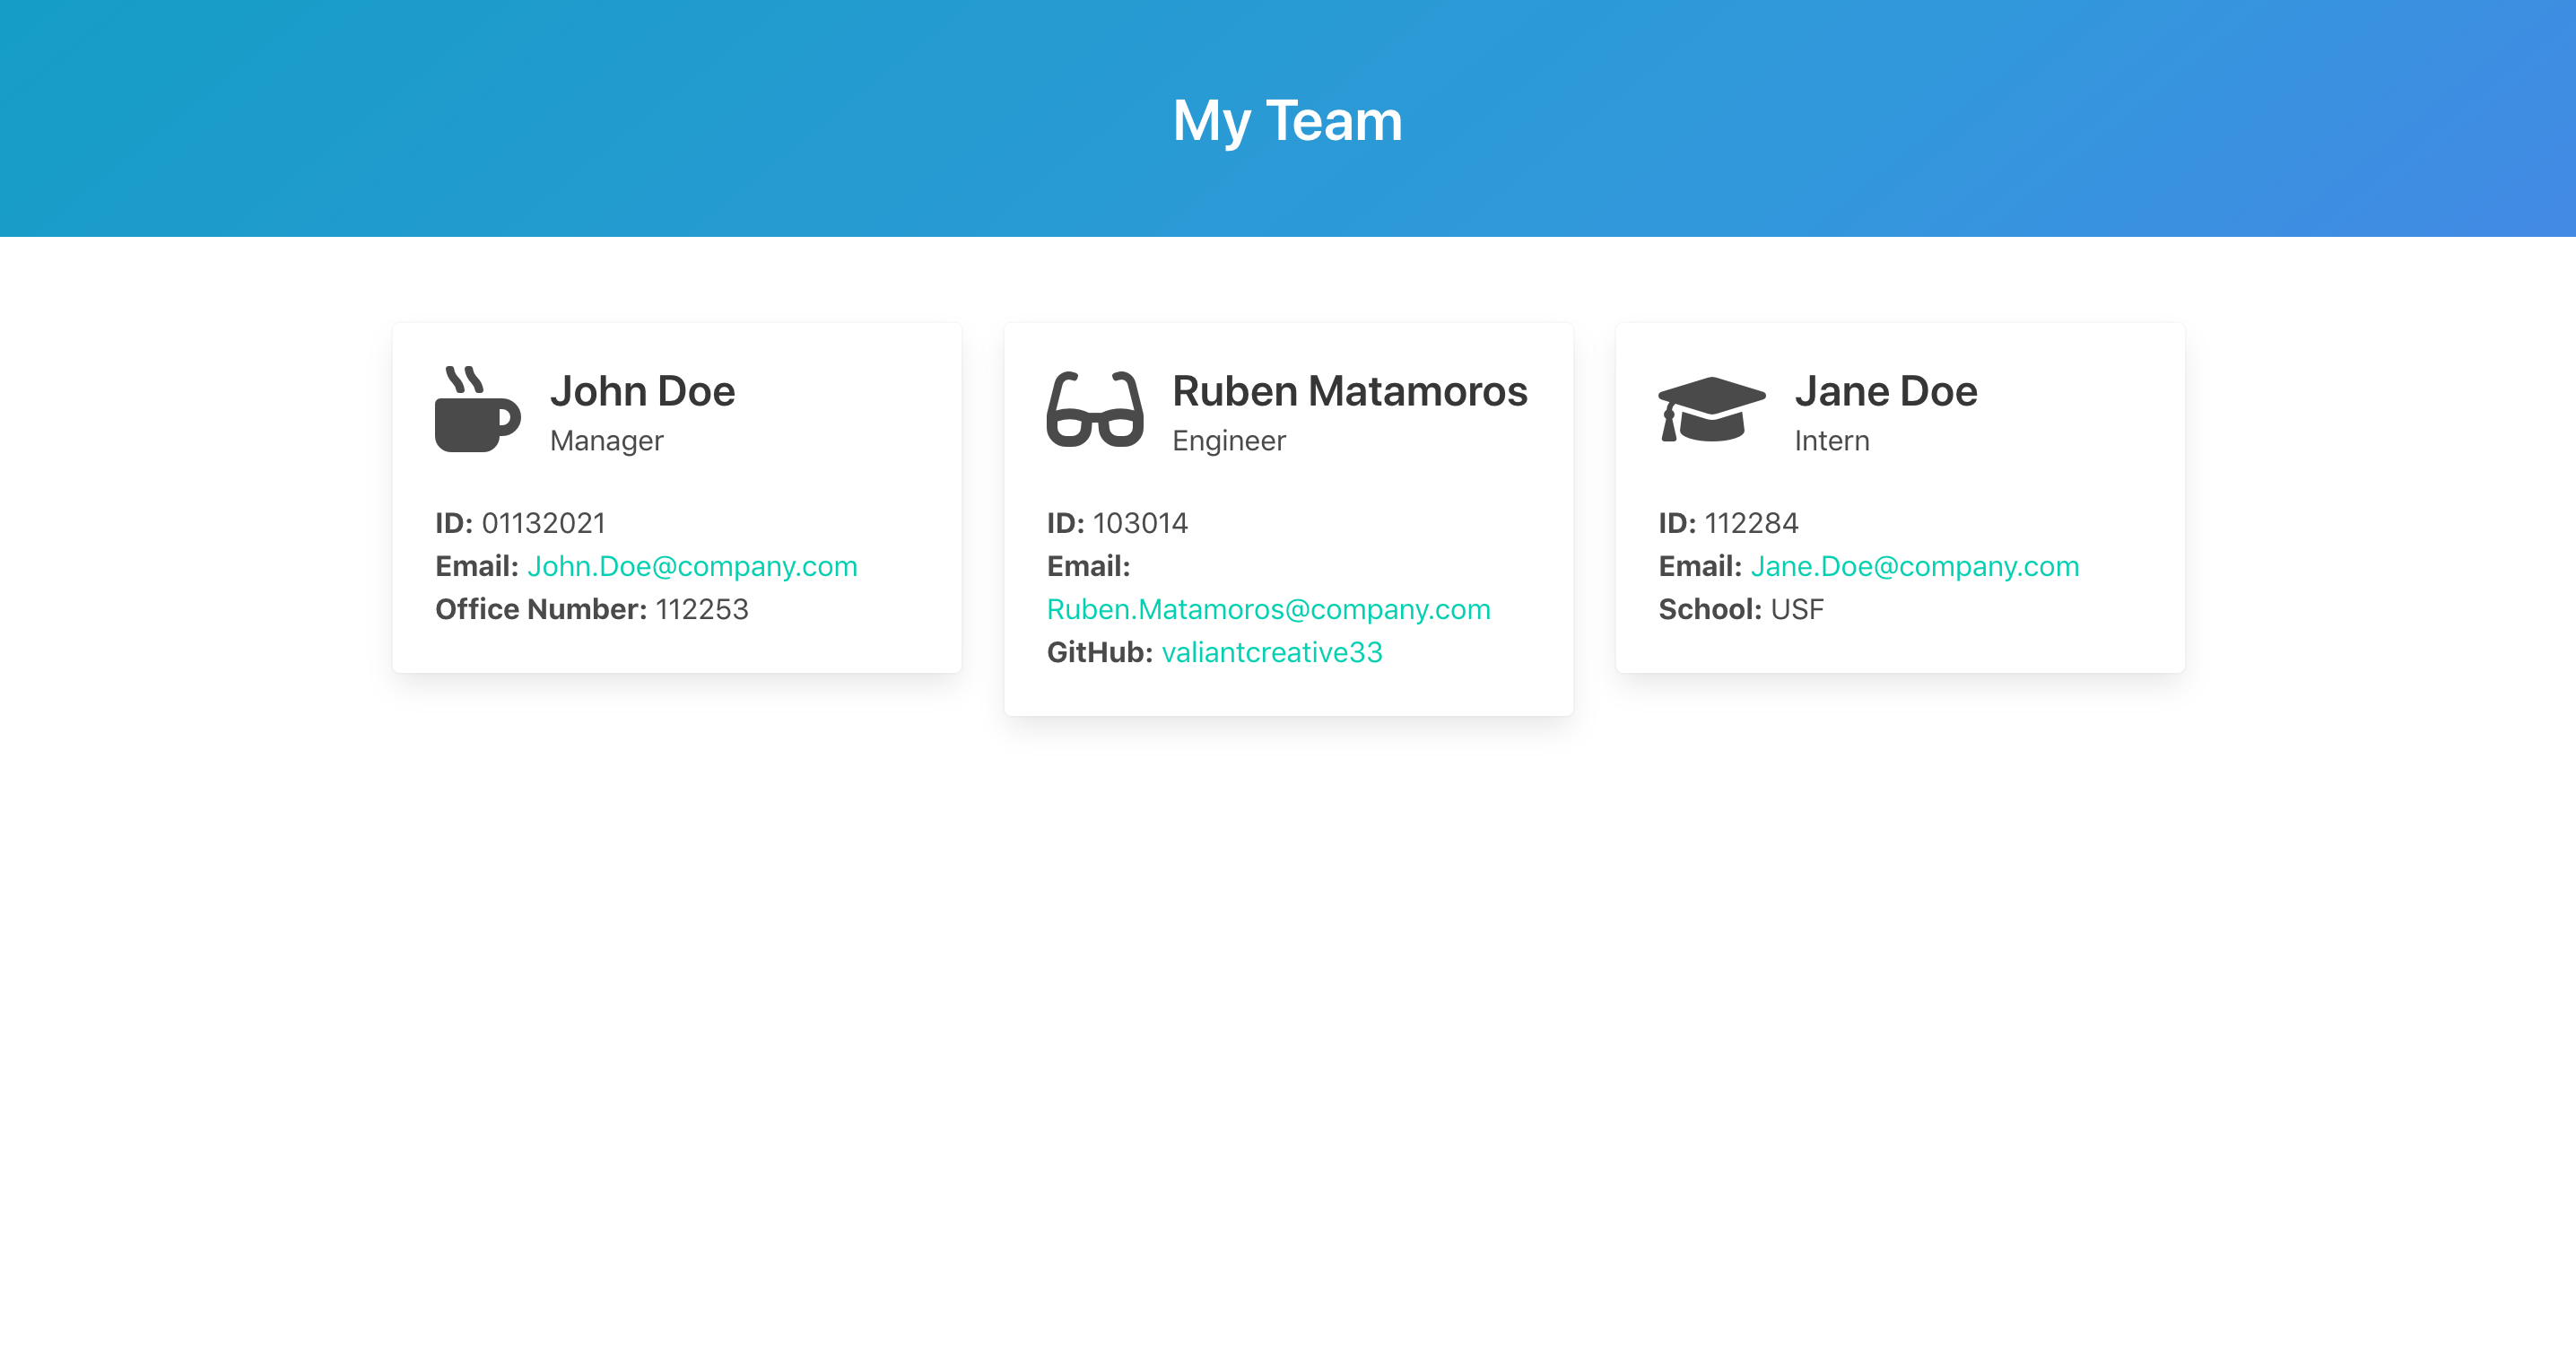 My Team
John Doe
Manager
ID: 01132021
Email: John.Doe@company.com
Office Number: 112253
Ruben Matamoros
Engineer
ID: 103014
Email:
Ruben.Matamoros@company.com
GitHub: valiantcreative33
Jane Doe
Intern
ID: 112284
Email: Jane.Doe@company.com
School: USF